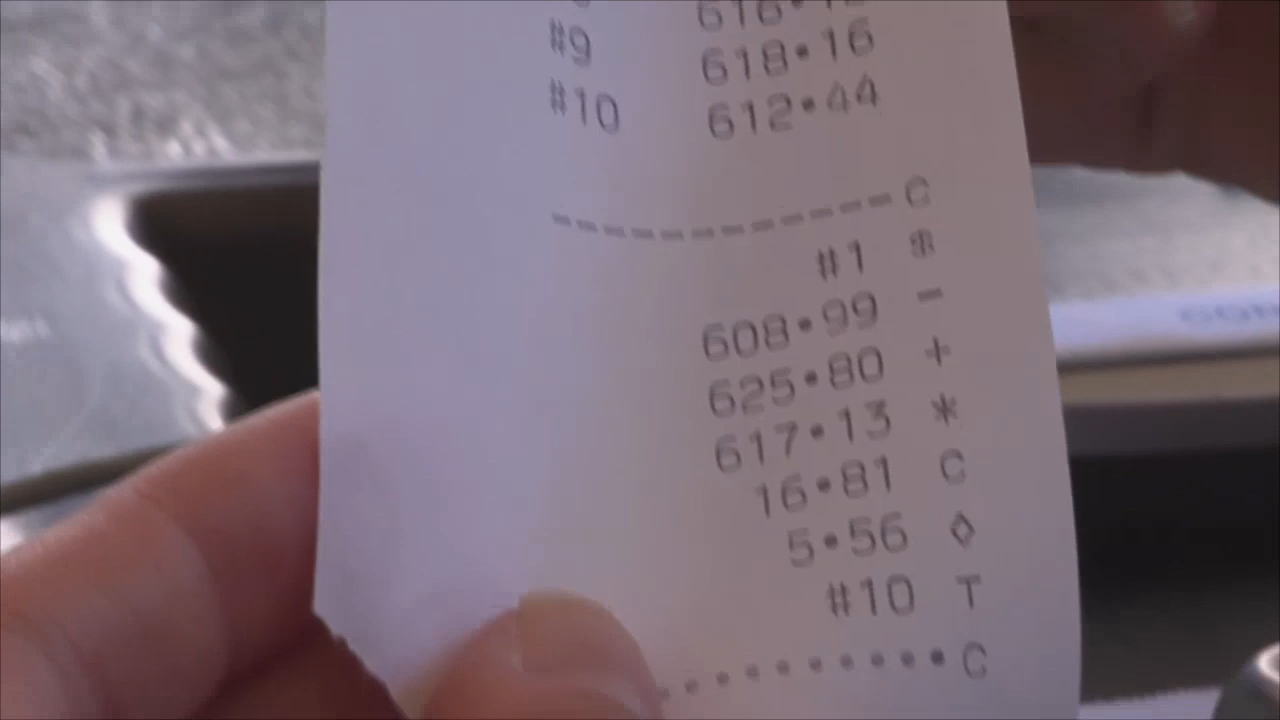 #9 618•16
#10 612•44
------------ C
#1
608•99 -
625•80 +
617•13 *
16•81 C
5•56 ◊
#10 T
•••••••••• C